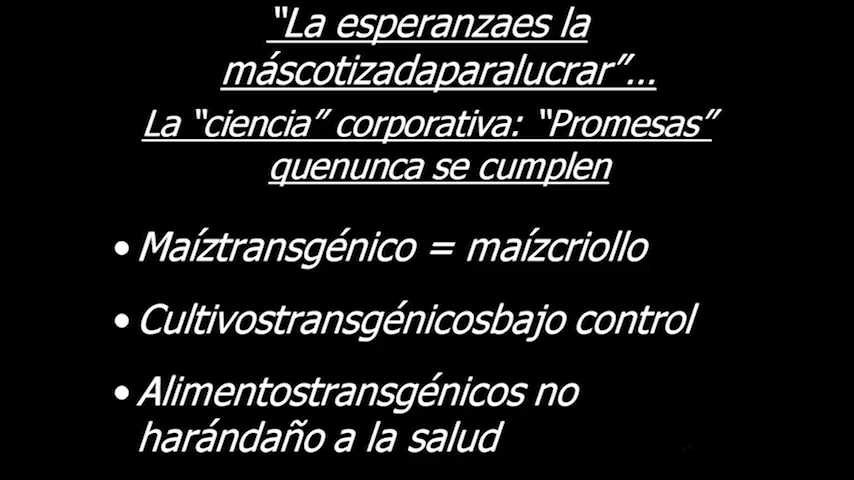 “La esperanzaes la
máscotizadaparalucrar”...
La “ciencia” corporativa: “Promesas”
quenunca se cumplen
• Maíztransgénico = maízcriollo
• Cultivostransgénicosbajo control
• Alimentostransgénicos no
harándaño a la salud